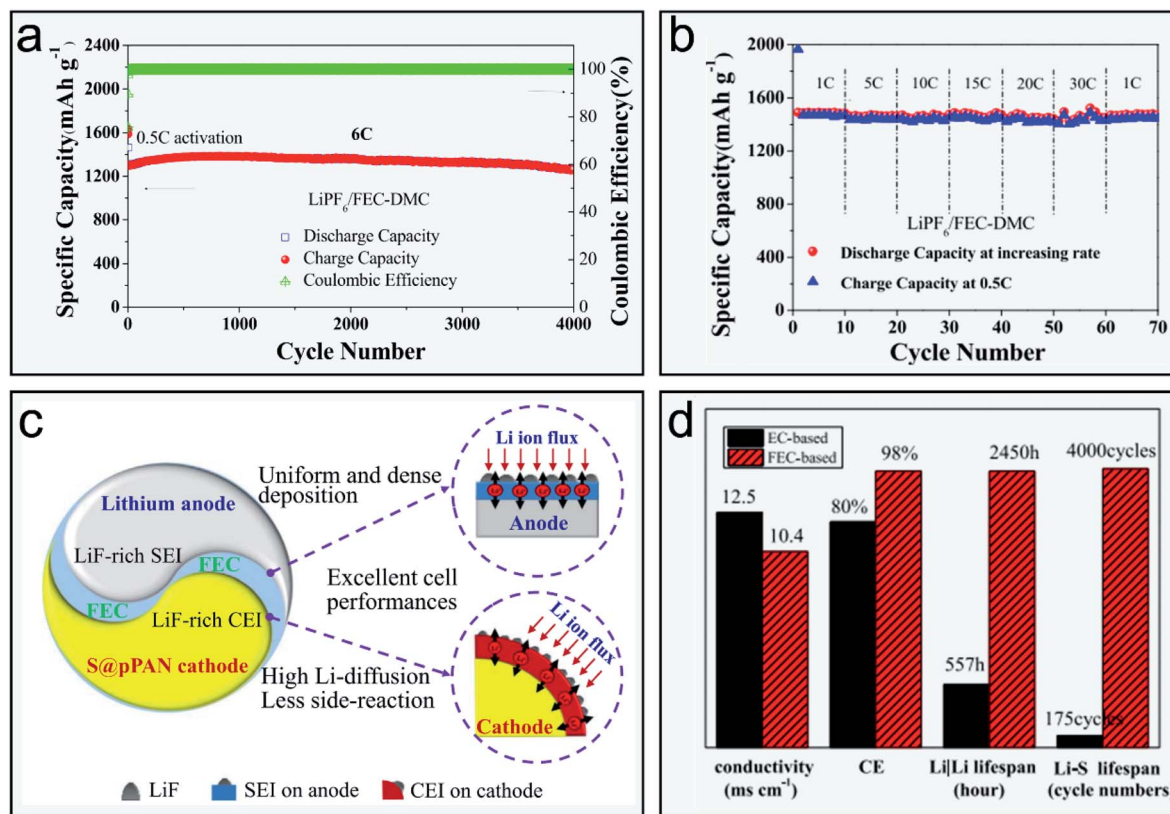 a
2400
2000
1600
1200
800
400
0
Specific Capacity(mAh g⁻¹)
100
80
60
40
20
0
Coulombic Efficiency(%)
0.5C activation
6C
LiPF₆/FEC-DMC
Discharge Capacity
Charge Capacity
Coulombic Efficiency
0 1000 2000 3000 4000
Cycle Number
b
2000
1600
1200
800
400
0
Specific Capacity(mAh g⁻¹)
1C 5C 10C 15C 20C 30C 1C
LiPF₆/FEC-DMC
Discharge Capacity at increasing rate
Charge Capacity at 0.5C
0 10 20 30 40 50 60 70
Cycle Number
c
Lithium anode
LiF-rich SEI
FEC
FEC
LiF-rich CEI
S@pPAN cathode
Uniform and dense
deposition
Excellent cell
performances
High Li-diffusion
Less side-reaction
Li ion flux
Anode
Li ion flux
Cathode
LiF
SEI on anode
CEI on cathode
d
EC-based
FEC-based
12.5
10.4
80%
98%
557h
2450h
175cycles
4000cycles
conductivity
(ms cm⁻¹)
CE
Li|Li lifespan
(hour)
Li-S lifespan
(cycle numbers)